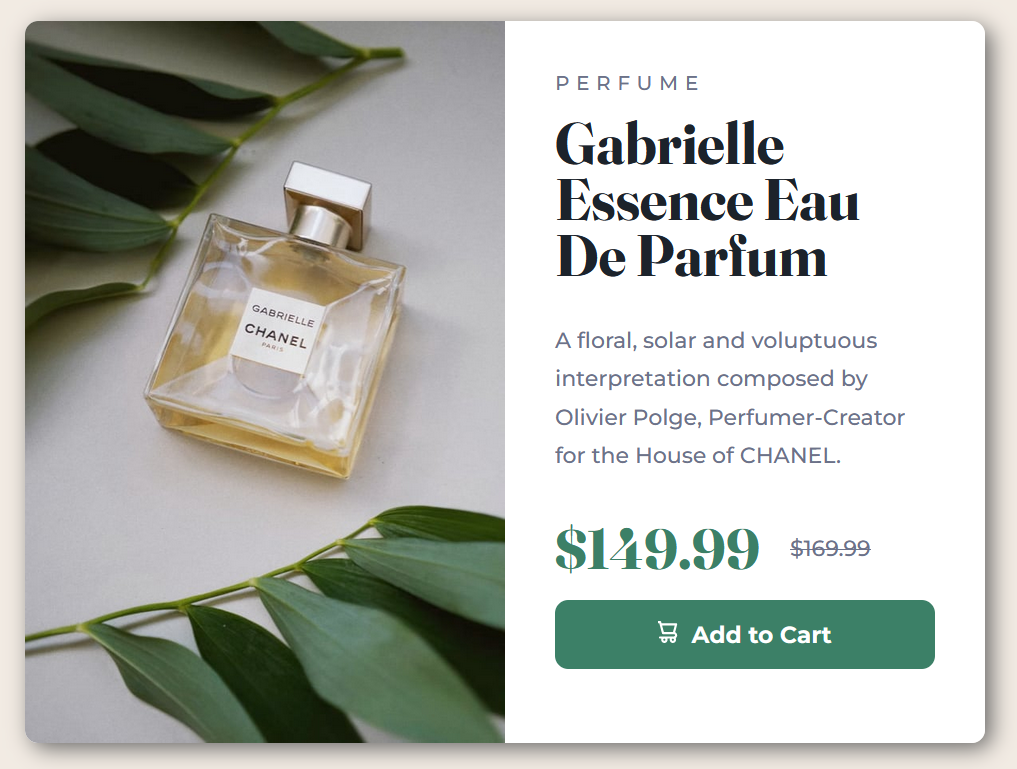 GABRIELLE
CHANEL
PARIS
PERFUME
Gabrielle
Essence Eau
De Parfum
A floral, solar and voluptuous
interpretation composed by
Olivier Polge, Perfumer-Creator
for the House of CHANEL.
$149.99 $169.99
Add to Cart